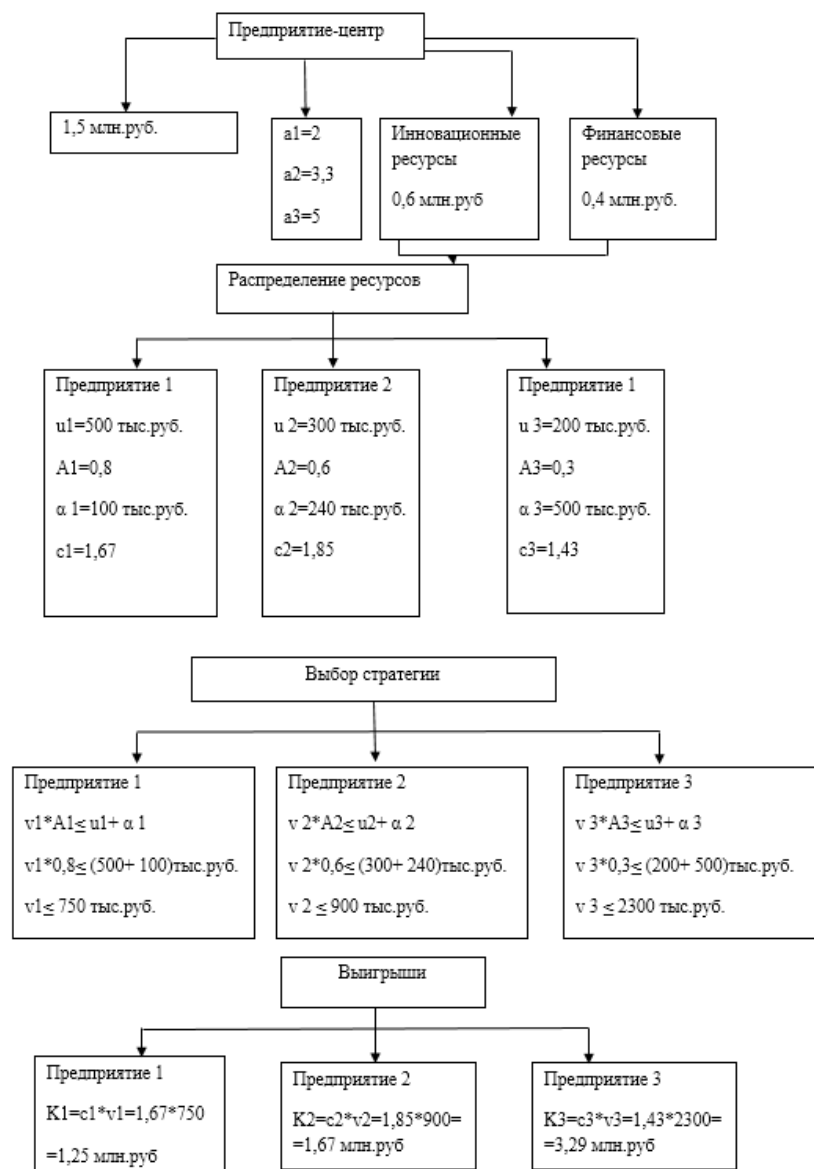 Предприятие-центр
1,5 млн.руб.
a1=2
a2=3,3
a3=5
Инновационные
ресурсы
0,6 млн.руб
Финансовые
ресурсы
0,4 млн.руб.
Распределение ресурсов
Предприятие 1
u1=500 тыс.руб.
A1=0,8
α 1=100 тыс.руб.
c1=1,67
Предприятие 2
u 2=300 тыс.руб.
A2=0,6
α 2=240 тыс.руб.
c2=1,85
Предприятие 1
u 3=200 тыс.руб.
A3=0,3
α 3=500 тыс.руб.
c3=1,43
Выбор стратегии
Предприятие 1
v1*A1≤ u1+ α 1
v1*0,8≤ (500+ 100)тыс.руб.
v1≤ 750 тыс.руб.
Предприятие 2
v 2*A2≤ u2+ α 2
v 2*0,6≤ (300+ 240)тыс.руб.
v 2 ≤ 900 тыс.руб.
Предприятие 3
v 3*A3≤ u3+ α 3
v 3*0,3≤ (200+ 500)тыс.руб.
v 3 ≤ 2300 тыс.руб.
Выигрыши
Предприятие 1
K1=c1*v1=1,67*750
=1,25 млн.руб
Предприятие 2
K2=c2*v2=1,85*900=
=1,67 млн.руб
Предприятие 3
K3=c3*v3=1,43*2300=
=3,29 млн.руб